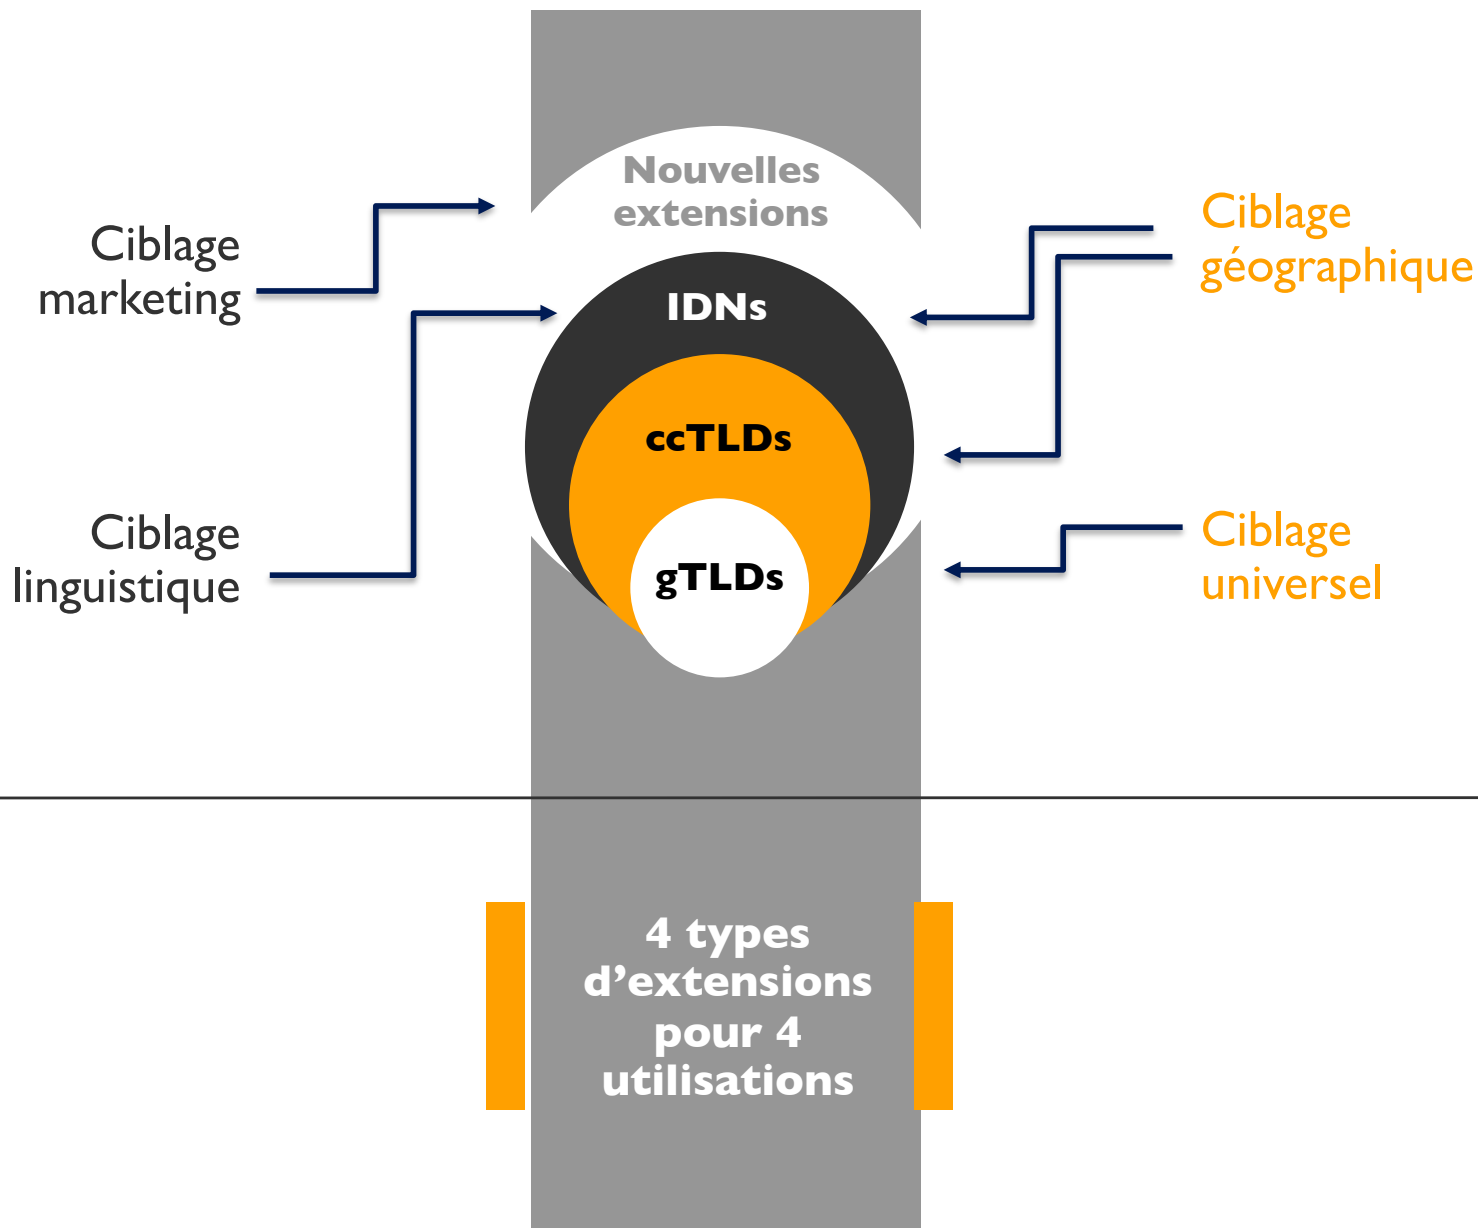 Nouvelles
extensions
Ciblage
marketing
Ciblage
géographique
IDNs
ccTLDs
Ciblage
linguistique
Ciblage
universel
gTLDs
4 types
d’extensions
pour 4
utilisations